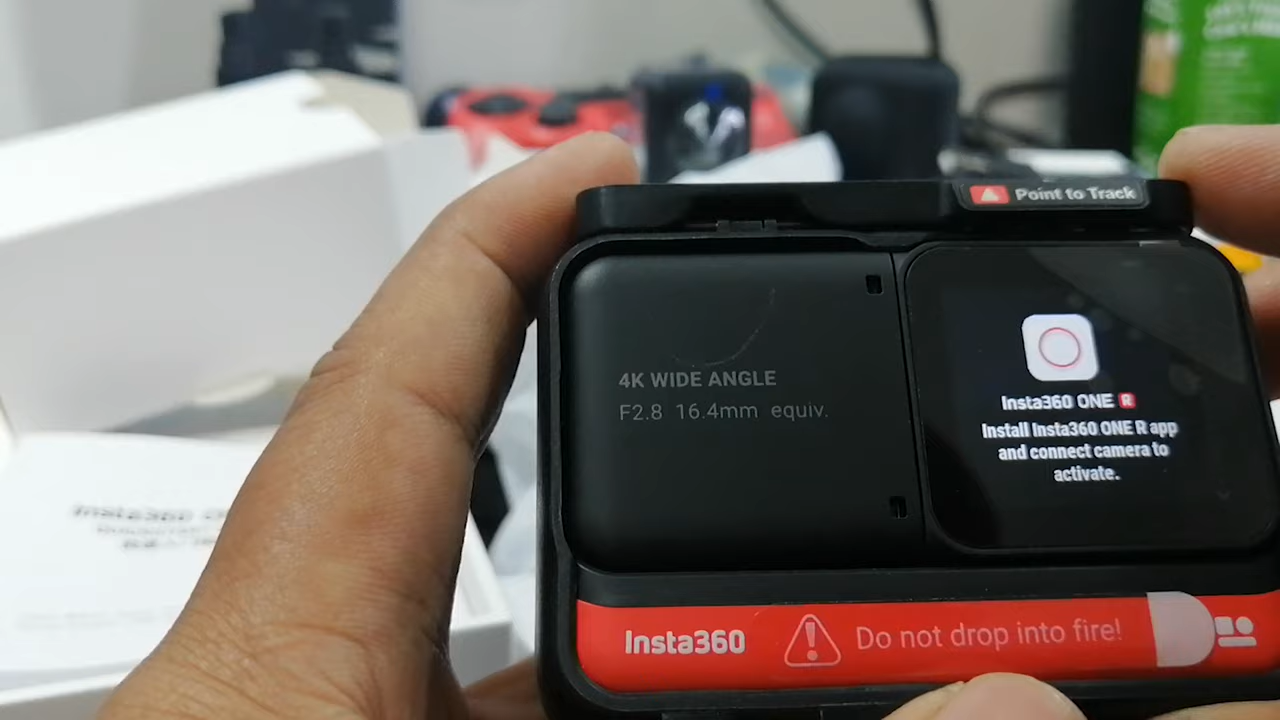 Point to Track
4K WIDE ANGLE
F2.8 16.4mm equiv.
Insta360 ONE R
Install Insta360 ONE R app
and connect camera to
activate.
Insta360
Do not drop into fire!